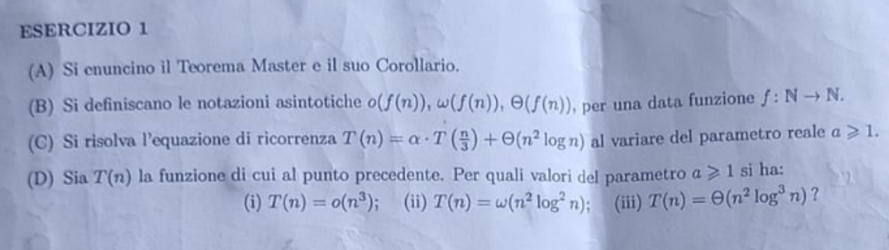 ESERCIZIO 1
(A) Si enuncino il Teorema Master e il suo Corollario.
(B) Si definiscano le notazioni asintotiche o(f(n)), ω(f(n)), Θ(f(n)), per una data funzione f: ℕ → ℕ.
(C) Si risolva l'equazione di ricorrenza T(n) = α · T(n/3) + Θ(n² log n) al variare del parametro reale a ⩾ 1.
(D) Sia T(n) la funzione di cui al punto precedente. Per quali valori del parametro a ⩾ 1 si ha:
(i) T(n) = o(n³); (ii) T(n) = ω(n² log² n); (iii) T(n) = Θ(n² log³ n) ?